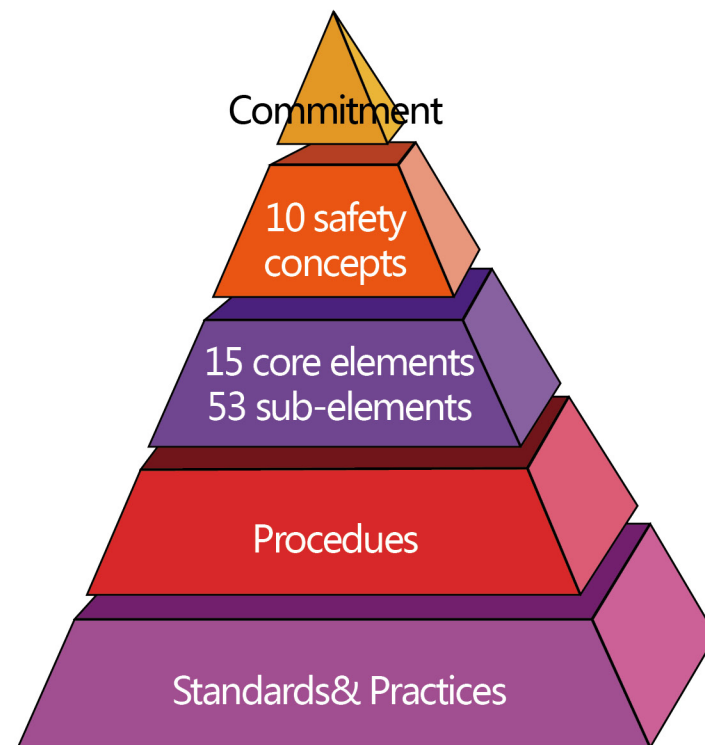 Commitment
10 safety
concepts
15 core elements
53 sub-elements
Procedues
Standards& Practices